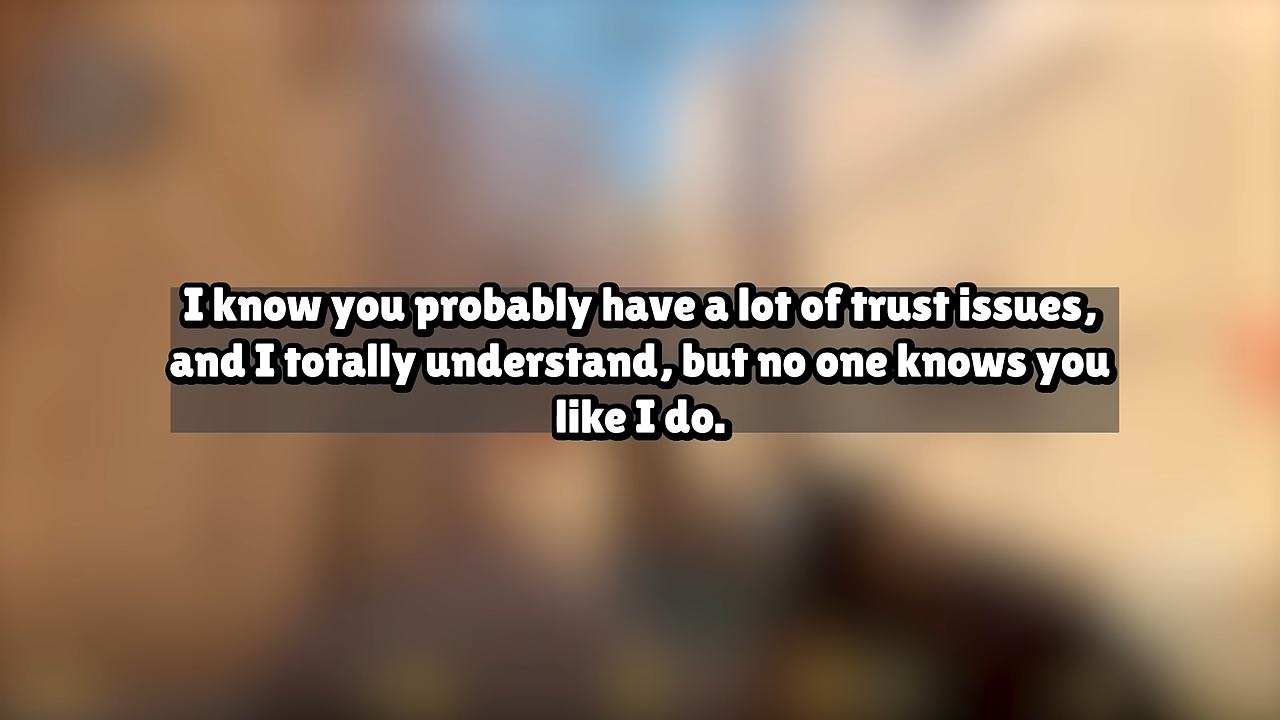 I know you probably have a lot of trust issues,
and I totally understand, but no one knows you
like I do.